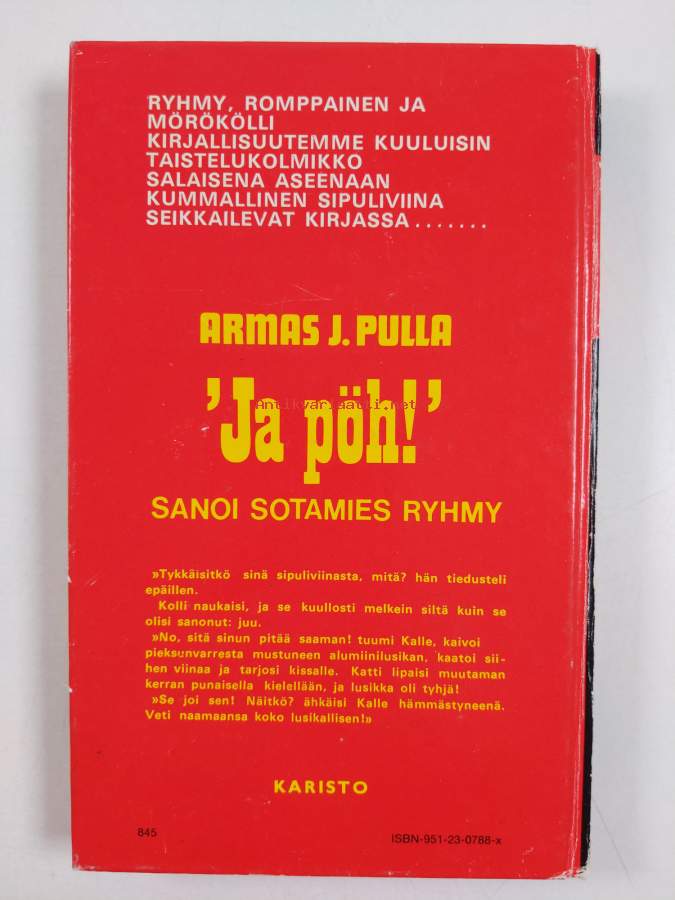 RYHMY, ROMPPAINEN JA
MÖRÖKÖLLI
KIRJALLISUUTEMME KUULUISIN
TAISTELUKOLMIKKO
SALAISENA ASEENAAN
KUMMALLINEN SIPULIVIINA
SEIKKAILEVAT KIRJASSA.......
ARMAS J. PULLA
'Ja pöh!'
Antikvariaatti.net
SANOI SOTAMIES RYHMY
»Tykkäisitkö sinä sipuliviinasta, mitä? hän tiedusteli
epäillen.
Kolli naukaisi, ja se kuullosti melkein siltä kuin se
olisi sanonut: juu.
»No, sitä sinun pitää saaman! tuumi Kalle, kaivoi
pieksunvarresta mustuneen alumiinilusikan, kaatoi sii-
hen viinaa ja tarjosi kissalle. Katti lipaisi muutaman
kerran punaisella kielellään, ja lusikka oli tyhjä!
»Se joi sen! Näitkö? ähkäisi Kalle hämmästyneenä.
Veti naamaansa koko lusikallisen!»
KARISTO
845
ISBN-951-23-0788-x